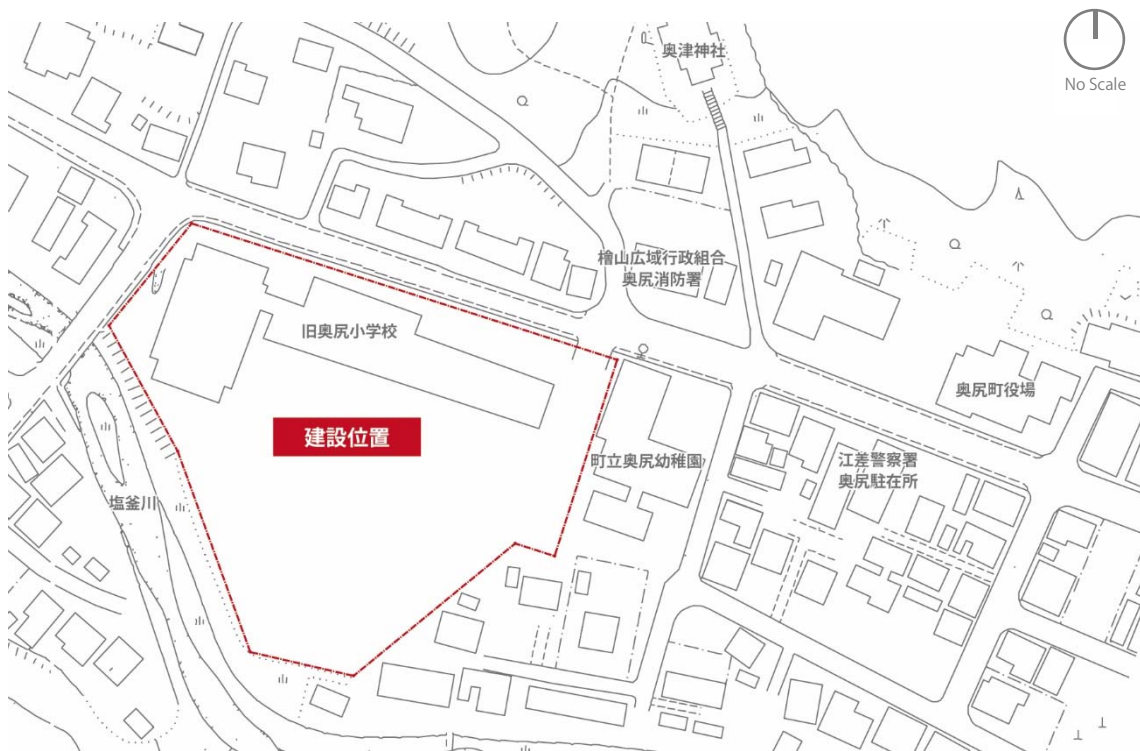 奥津神社
No Scale
檜山広域行政組合
奥尻消防署
旧奥尻小学校
奥尻町役場
建設位置
町立奥尻幼稚園
江差警察署
奥尻駐在所
塩釜川